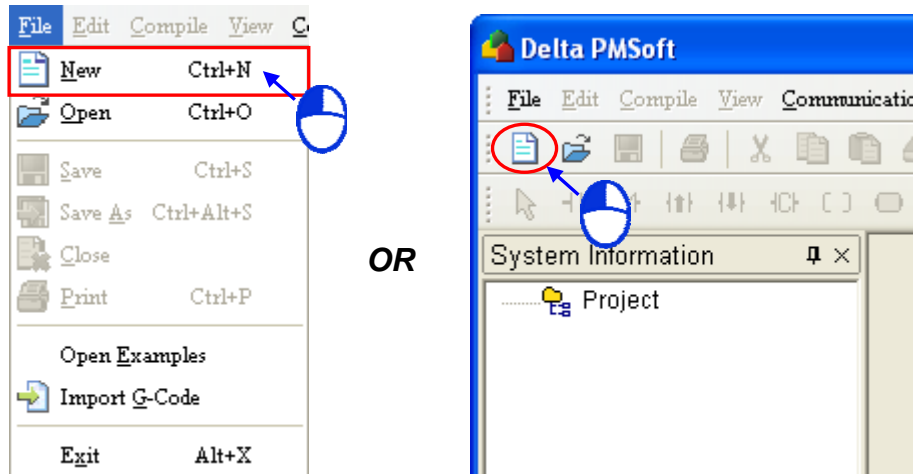 File Edit Compile View C
New Ctrl+N
Open Ctrl+O
Save Ctrl+S
Save As Ctrl+Alt+S
Close
Print Ctrl+P
Open Examples
Import G-Code
Exit Alt+X
OR
Delta PMSoft
File Edit Compile View Communicatio
System Information
Project